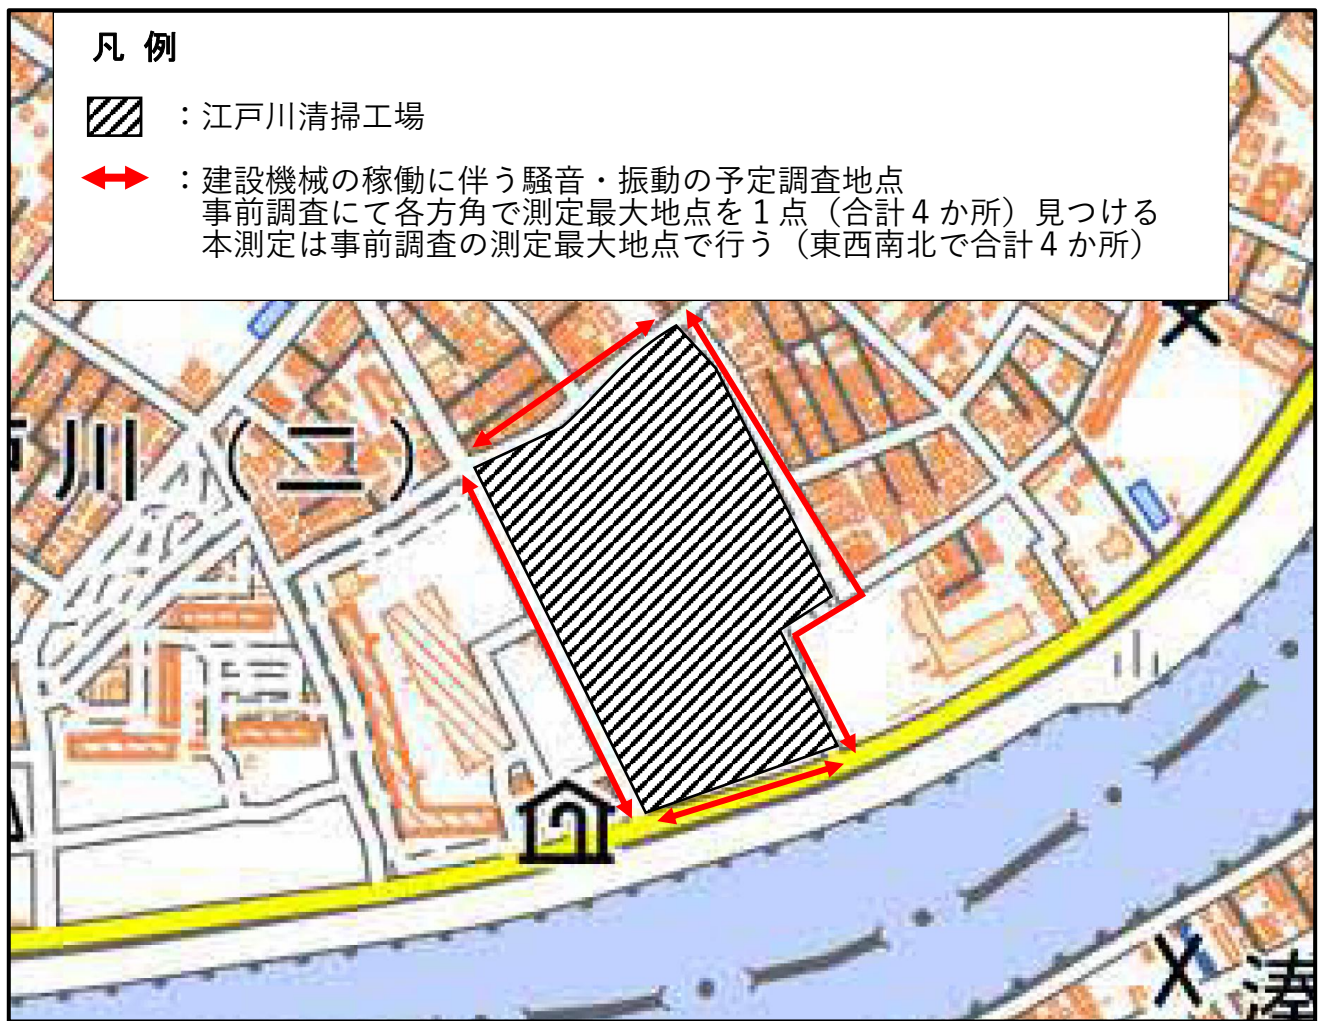 凡 例
：江戸川清掃工場
：建設機械の稼働に伴う騒音・振動の予定調査地点
事前調査にて各方角で測定最大地点を１点（合計４か所）見つける
本測定は事前調査の測定最大地点で行う（東西南北で合計４か所）
戸川（二）
湊